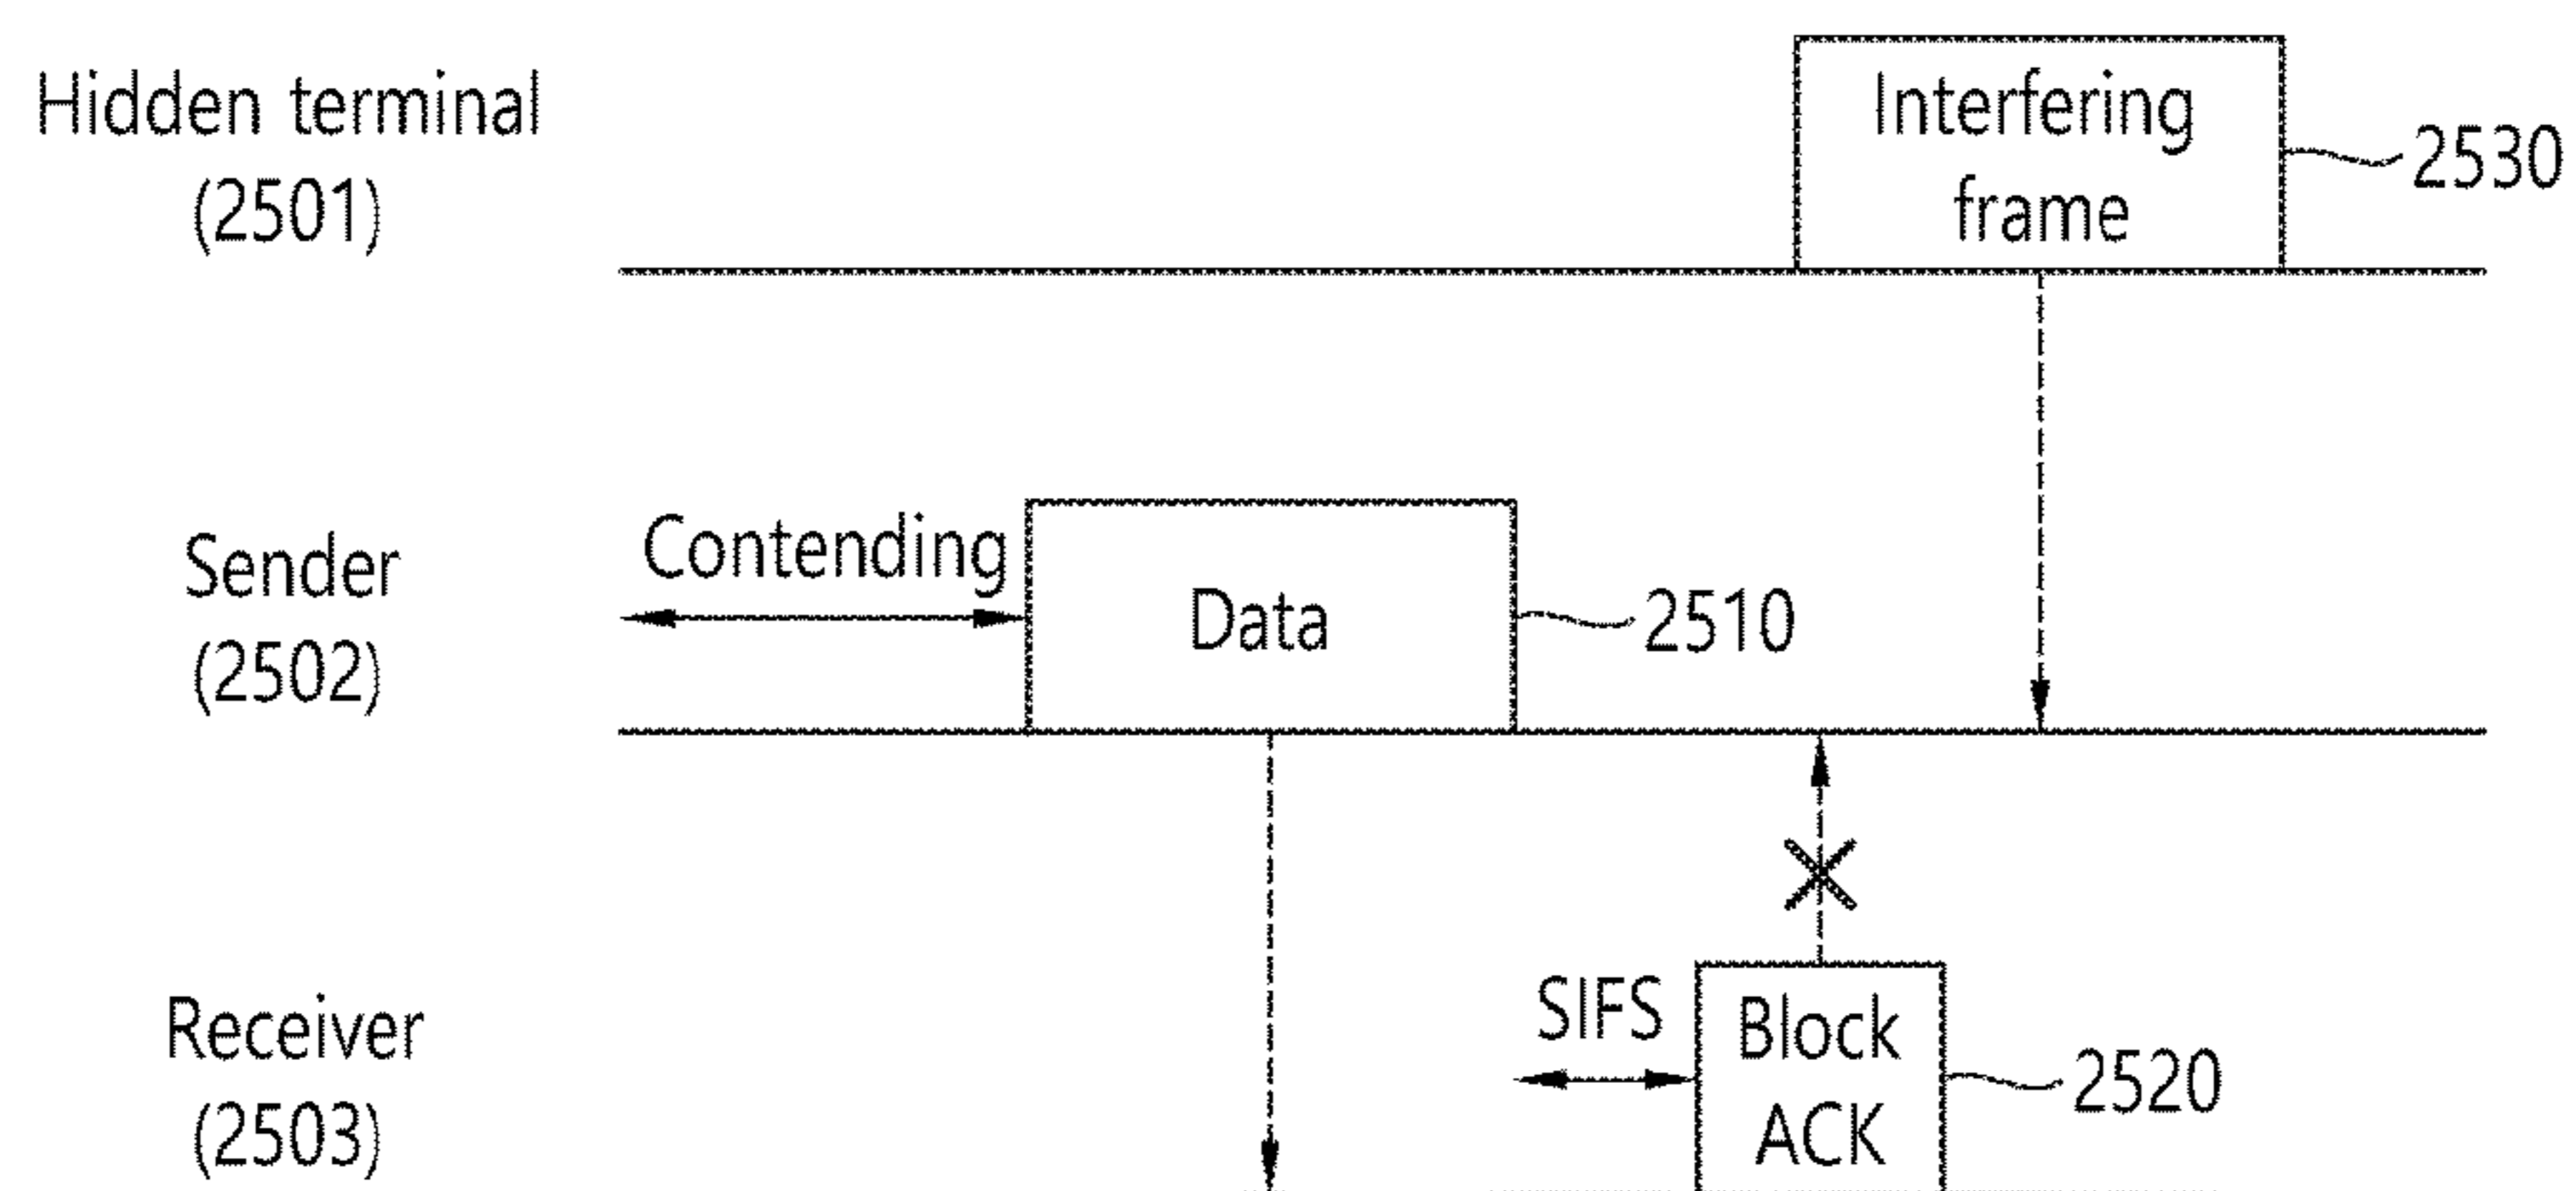 Hidden terminal
(2501)
Interfering
frame
2530
Sender
(2502)
Contending
Data
2510
Receiver
(2503)
SIFS
Block
ACK
2520